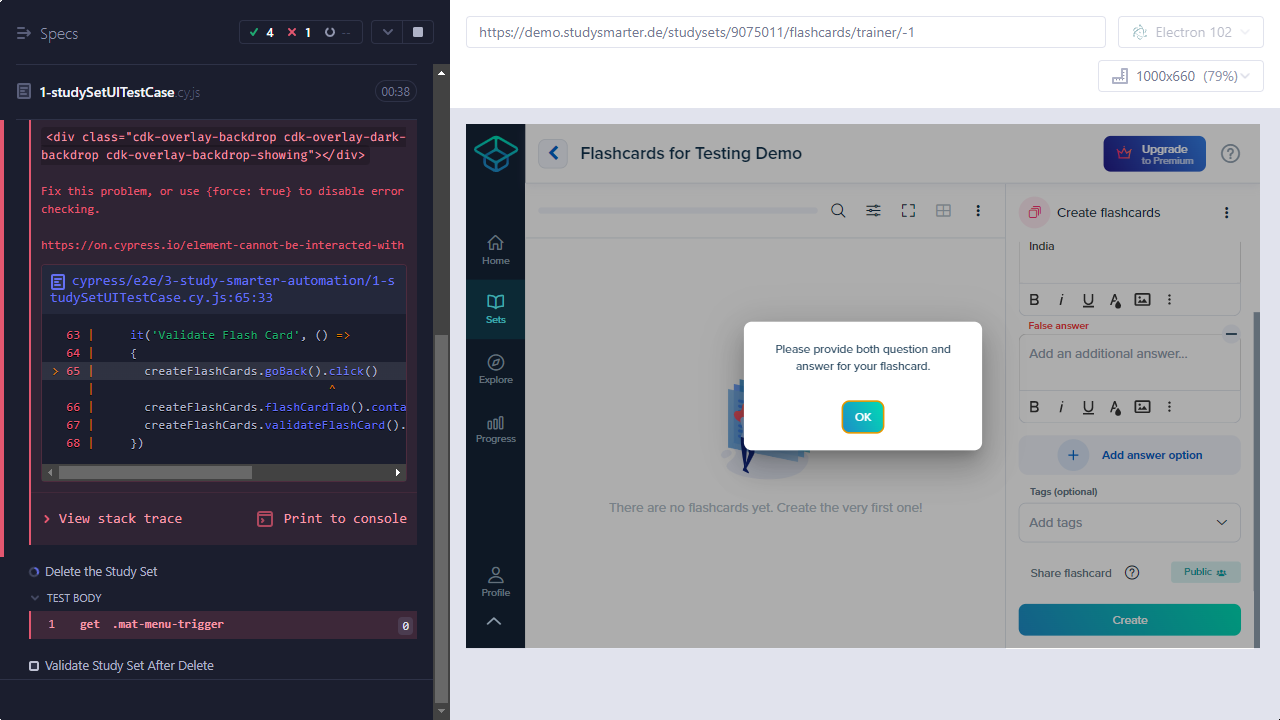 Specs
4
1
--
1-studySetUITestCase.cy.js
00:38
<div class="cdk-overlay-backdrop cdk-overlay-dark-
backdrop cdk-overlay-backdrop-showing"></div>
Fix this problem, or use {force: true} to disable error
checking.
https://on.cypress.io/element-cannot-be-interacted-with
cypress/e2e/3-study-smarter-automation/1-s
tudySetUITestCase.cy.js:65:33
63 | it('Validate Flash Card', () =>
64 | {
> 65 | createFlashCards.goBack().click()
| ^
66 | createFlashCards.flashCardTab().conta
67 | createFlashCards.validateFlashCard().
68 | })
View stack trace
Print to console
Delete the Study Set
TEST BODY
1 get .mat-menu-trigger 0
Validate Study Set After Delete
https://demo.studysmarter.de/studysets/9075011/flashcards/trainer/-1
Electron 102
1000x660 (79%)
Flashcards for Testing Demo
Upgrade
to Premium
?
Home
Sets
Explore
Progress
Profile
There are no flashcards yet. Create the very first one!
Please provide both question and
answer for your flashcard.
OK
Create flashcards
India
B i U A
False answer
Add an additional answer...
B i U A
+ Add answer option
Tags (optional)
Add tags
Share flashcard ? Public
Create